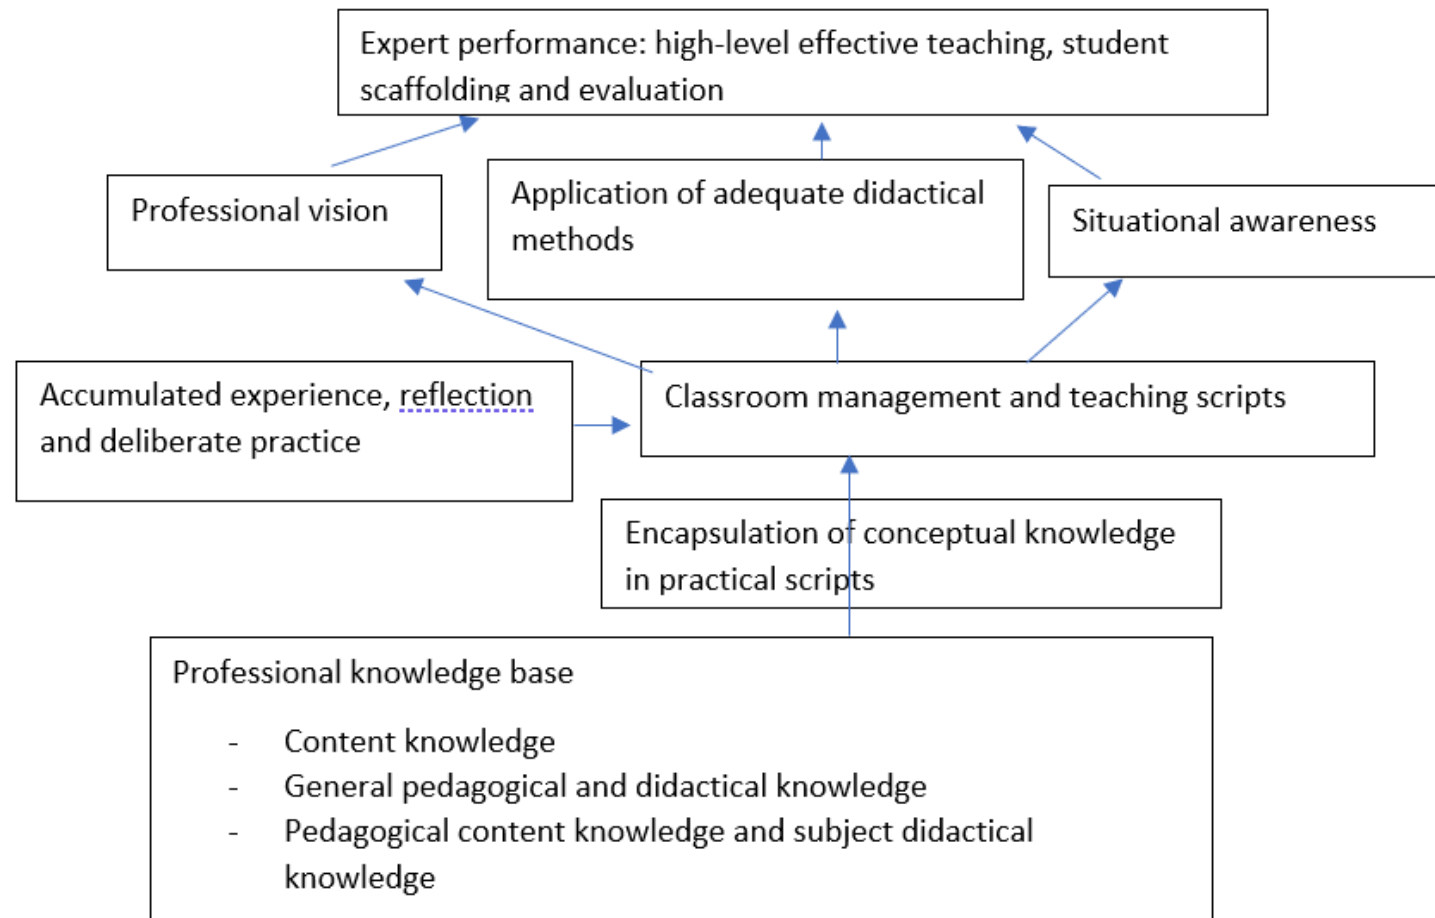 Expert performance: high-level effective teaching, student
scaffolding and evaluation
Professional vision
Application of adequate didactical
methods
Situational awareness
Accumulated experience, reflection
and deliberate practice
Classroom management and teaching scripts
Encapsulation of conceptual knowledge
in practical scripts
Professional knowledge base
- Content knowledge
- General pedagogical and didactical knowledge
- Pedagogical content knowledge and subject didactical
knowledge